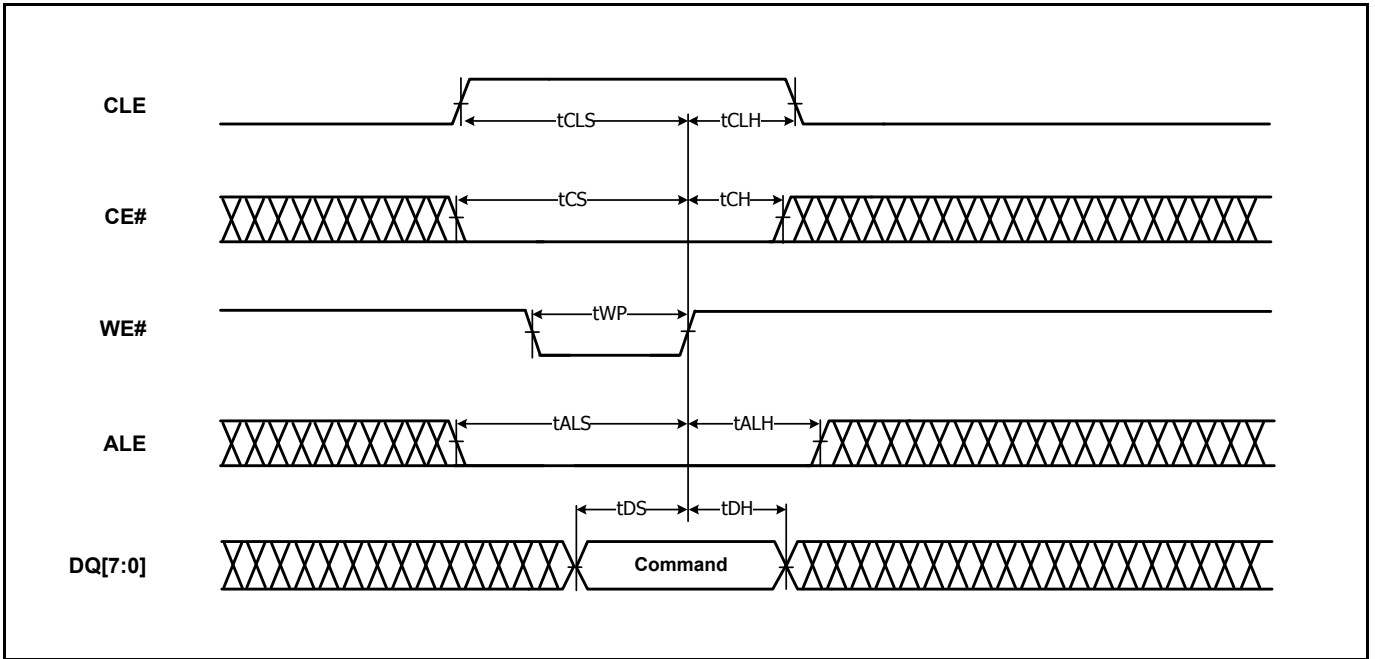 CLE
tCLS tCLH
CE#
tCS tCH
WE#
tWP
ALE
tALS tALH
tDS tDH
DQ[7:0]
Command